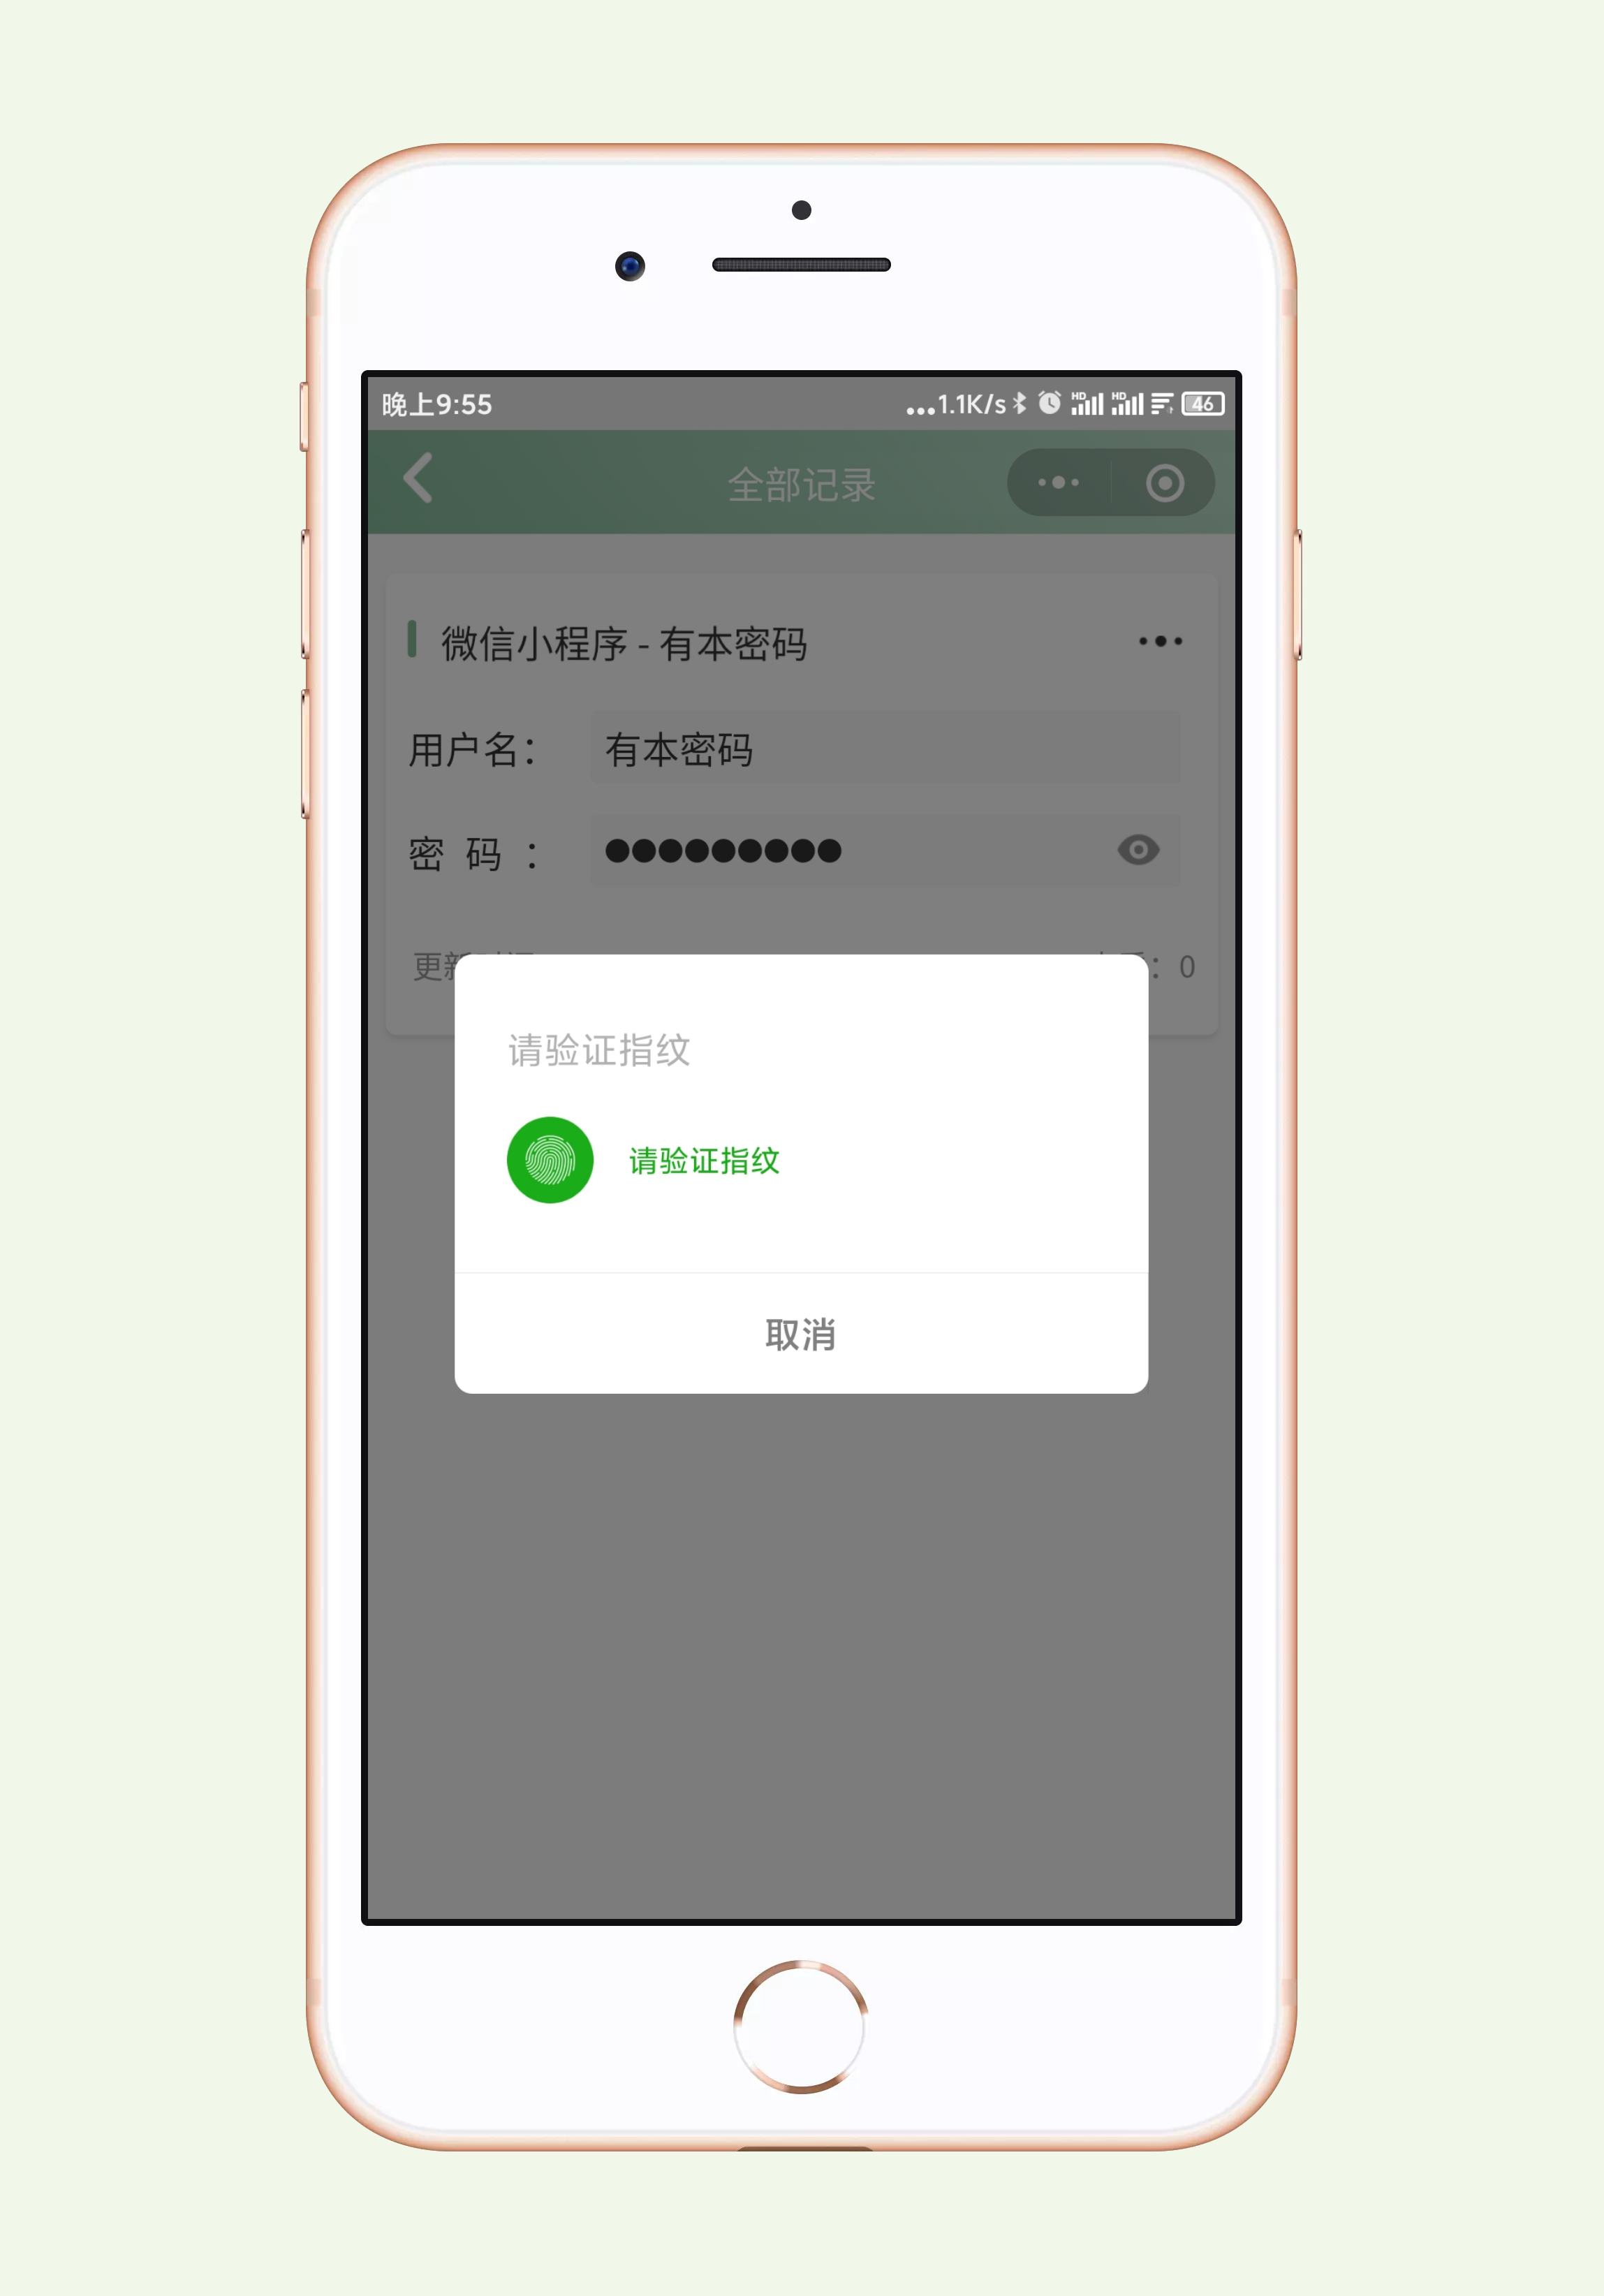 晚上9:55
...1.1K/s HD HD 46
全部记录
微信小程序 - 有本密码
用户名： 有本密码
密 码 ： ●●●●●●●●●
更新 ：0
请验证指纹
请验证指纹
取消